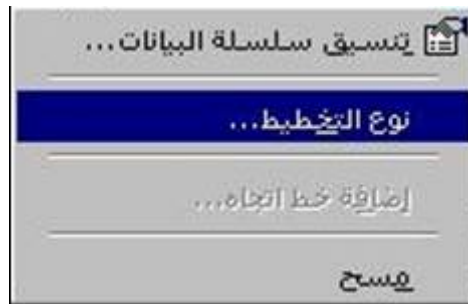 تنسيق سلسلة البيانات...
نوع التخطيط...
إضافة خط اتجاه...
مسح